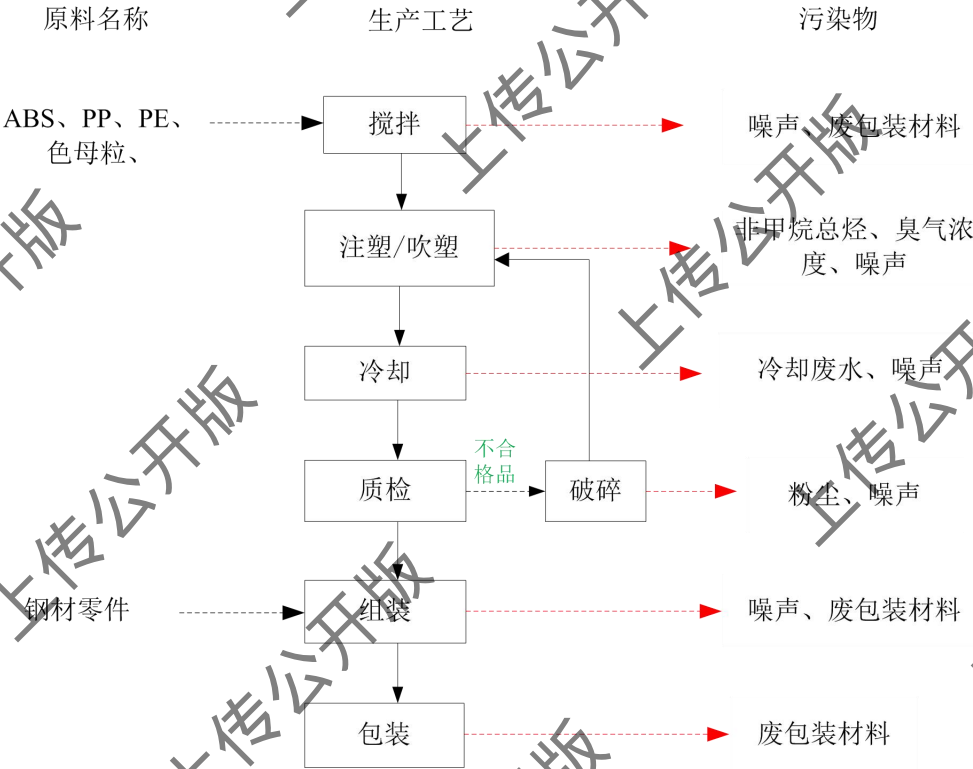 原料名称
生产工艺
污染物
ABS、PP、PE、
色母粒、
搅拌
噪声、废包装材料
注塑/吹塑
非甲烷总烃、臭气浓
度、噪声
冷却
冷却废水、噪声
质检
不合
格品
破碎
粉尘、噪声
钢材零件
组装
噪声、废包装材料
包装
废包装材料
上传公开版
上传公开版
上传公开版
上传公开版
上传公开
开版
版